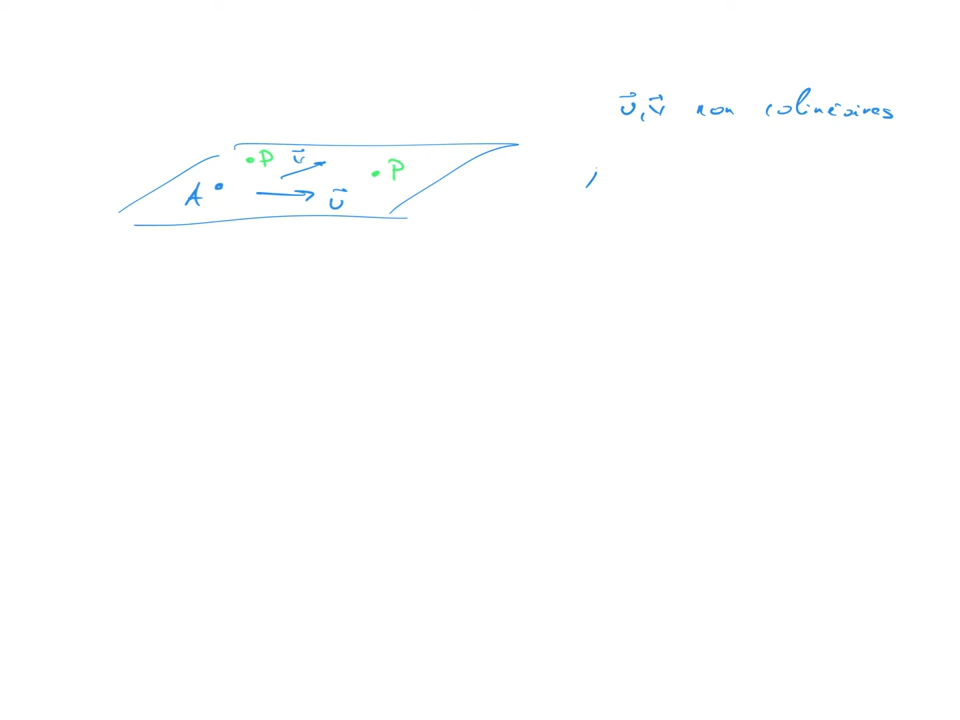 u⃗, v⃗ non colinéaires
P v⃗ P
A u⃗